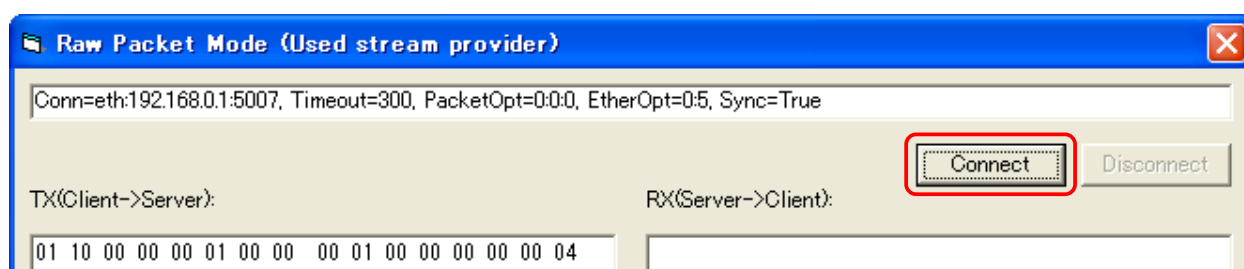 Raw Packet Mode (Used stream provider)
Conn=eth:192.168.0.1:5007, Timeout=300, PacketOpt=0:0:0, EtherOpt=0:5, Sync=True
Connect Disconnect
TX(Client->Server): RX(Server->Client):
01 10 00 00 00 01 00 00  00 01 00 00 00 00 00 04